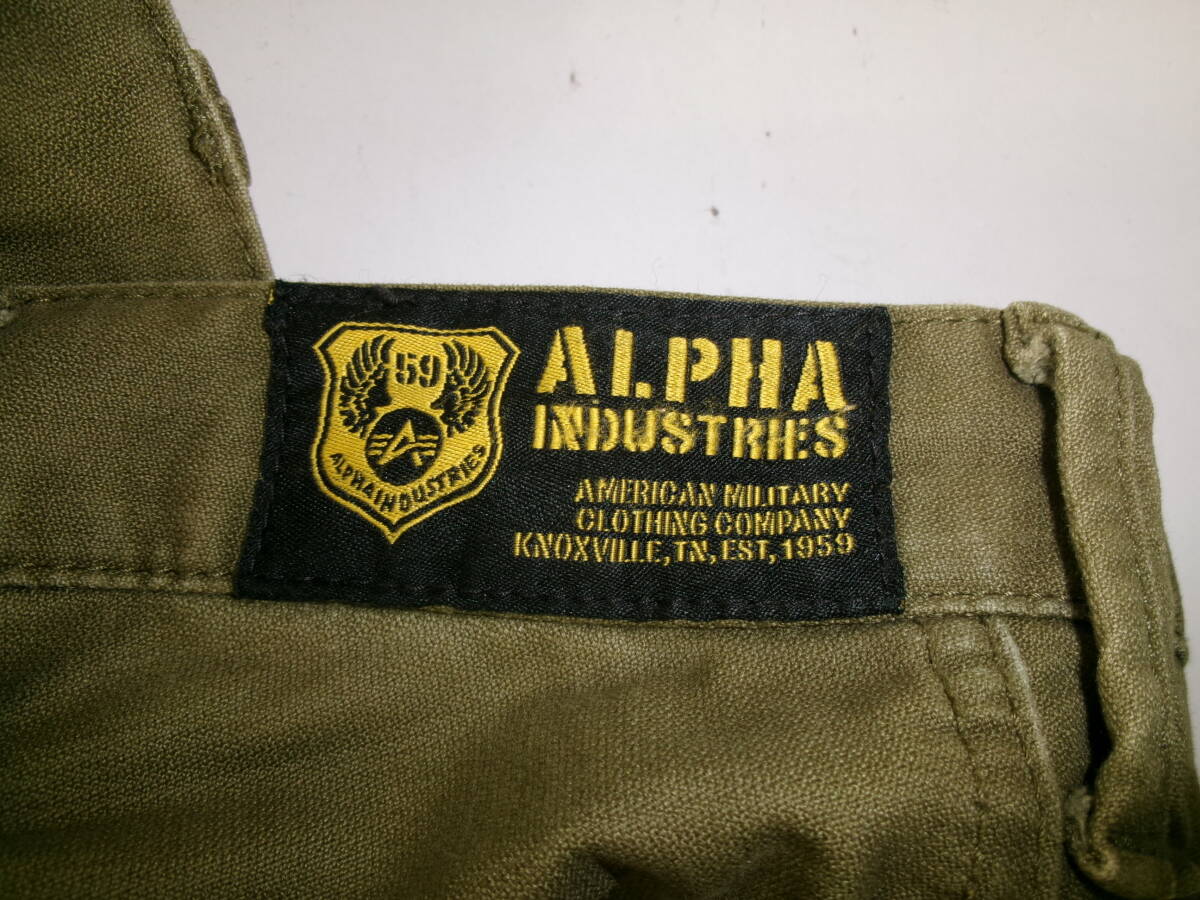 59
ALPHA INDUSTRIES
ALPHA
INDUSTRIES
AMERICAN MILITARY
CLOTHING COMPANY
KNOXVILLE, TN, EST, 1959